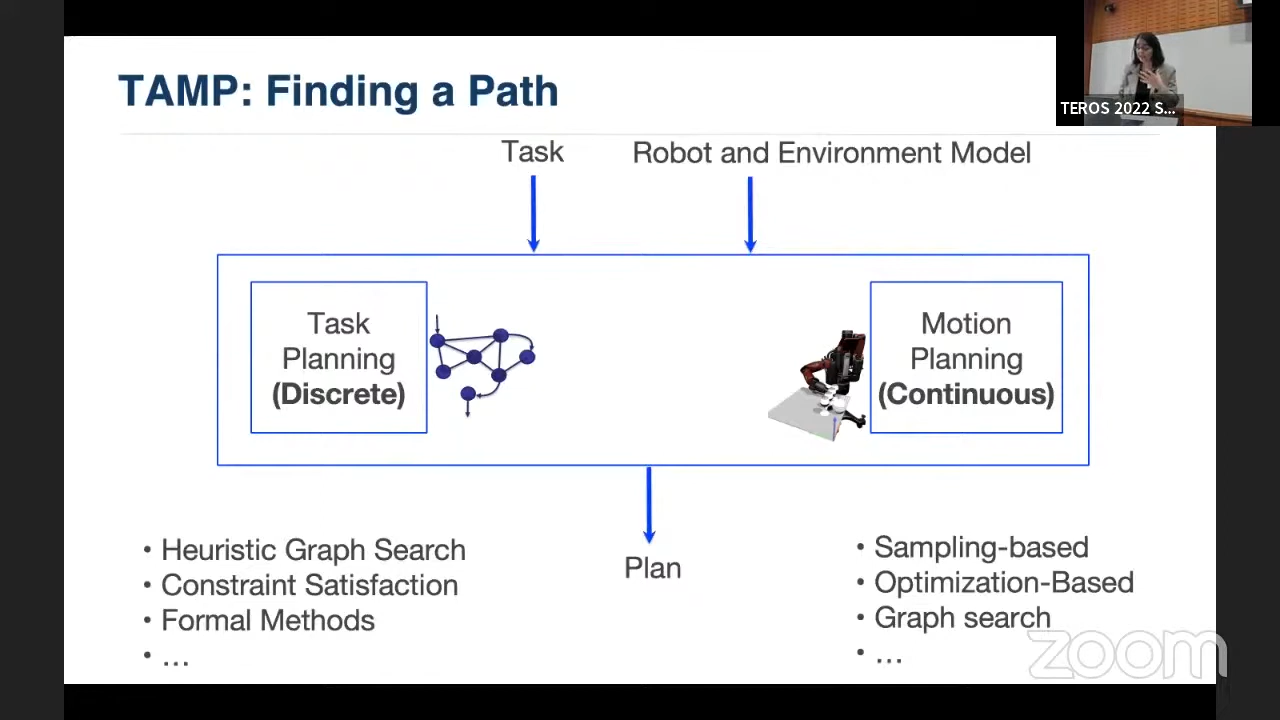 TAMP: Finding a Path
TEROS 2022 S...
Task
Robot and Environment Model
Task
Planning
(Discrete)
Motion
Planning
(Continuous)
Plan
• Heuristic Graph Search
• Constraint Satisfaction
• Formal Methods
• ...
• Sampling-based
• Optimization-Based
• Graph search
• ...
zoom